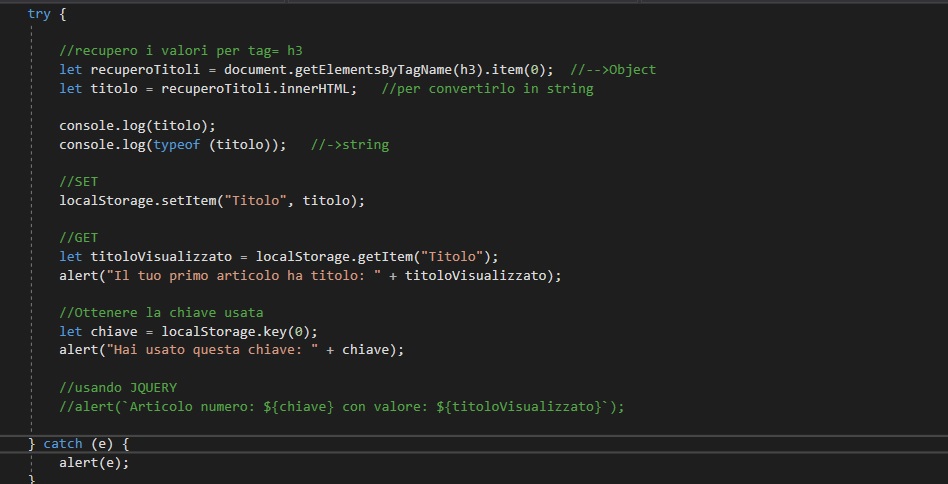 try {
//recupero i valori per tag= h3
let recuperoTitoli = document.getElementsByTagName(h3).item(0); //-->Object
let titolo = recuperoTitoli.innerHTML; //per convertirlo in string
console.log(titolo);
console.log(typeof (titolo)); //->string
//SET
localStorage.setItem("Titolo", titolo);
//GET
let titoloVisualizzato = localStorage.getItem("Titolo");
alert("Il tuo primo articolo ha titolo: " + titoloVisualizzato);
//Ottenere la chiave usata
let chiave = localStorage.key(0);
alert("Hai usato questa chiave: " + chiave);
//usando JQUERY
//alert(`Articolo numero: ${chiave} con valore: ${titoloVisualizzato}`);
} catch (e) {
alert(e);
}